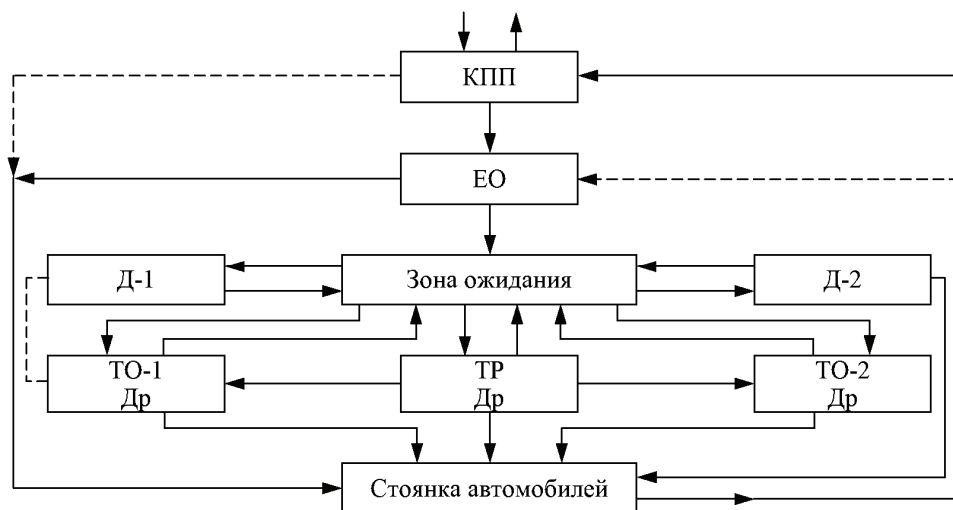 КПП
ЕО
Д-1
Зона ожидания
Д-2
ТО-1
Др
ТР
Др
ТО-2
Др
Стоянка автомобилей